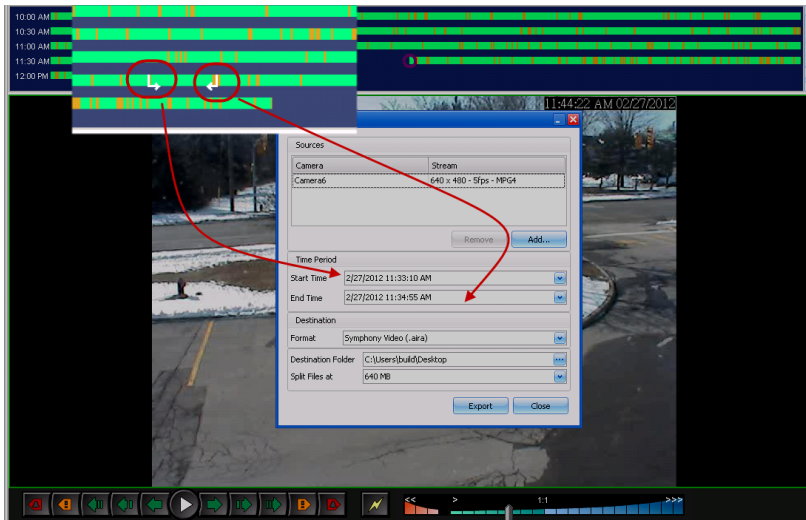 10:00 AM
10:30 AM
11:00 AM
11:30 AM
12:00 PM
11:44:22 AM 02/27/2012
Sources
Camera Stream
Camera6 640 x 480 - 5fps - MPG4
Remove Add...
Time Period
Start Time 2/27/2012 11:33:10 AM
End Time 2/27/2012 11:34:55 AM
Destination
Format Symphony Video (.aira)
Destination Folder C:\Users\build\Desktop ...
Split Files at 640 MB
Export Close
<< > 1:1 >>>